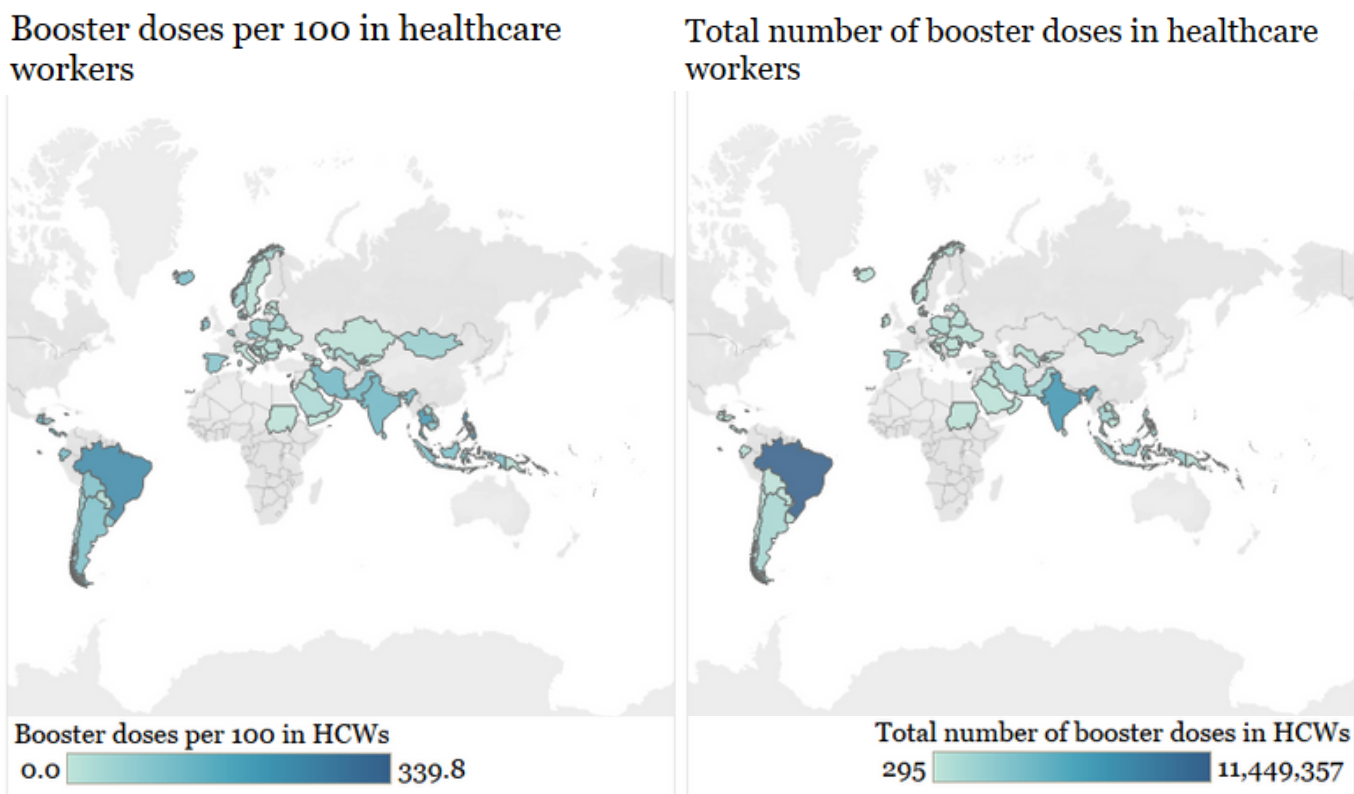 Booster doses per 100 in healthcare
workers
Total number of booster doses in healthcare
workers
Booster doses per 100 in HCWs
0.0
339.8
Total number of booster doses in HCWs
295
11,449,357